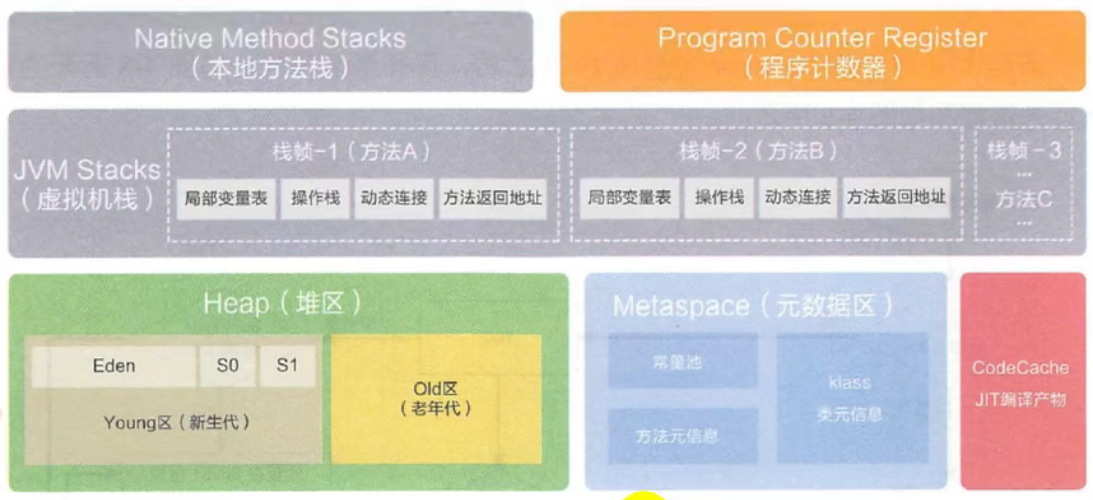 Native Method Stacks
（本地方法栈）
Program Counter Register
（程序计数器）
JVM Stacks
（虚拟机栈）
栈帧-1（方法A）
局部变量表
操作栈
动态连接
方法返回地址
栈帧-2（方法B）
局部变量表
操作栈
动态连接
方法返回地址
栈帧-3
...
方法C
...
Heap（堆区）
Eden
S0
S1
Young区（新生代）
Old区
（老年代）
Metaspace（元数据区）
常量池
方法元信息
klass
类元信息
CodeCache
JIT编译产物